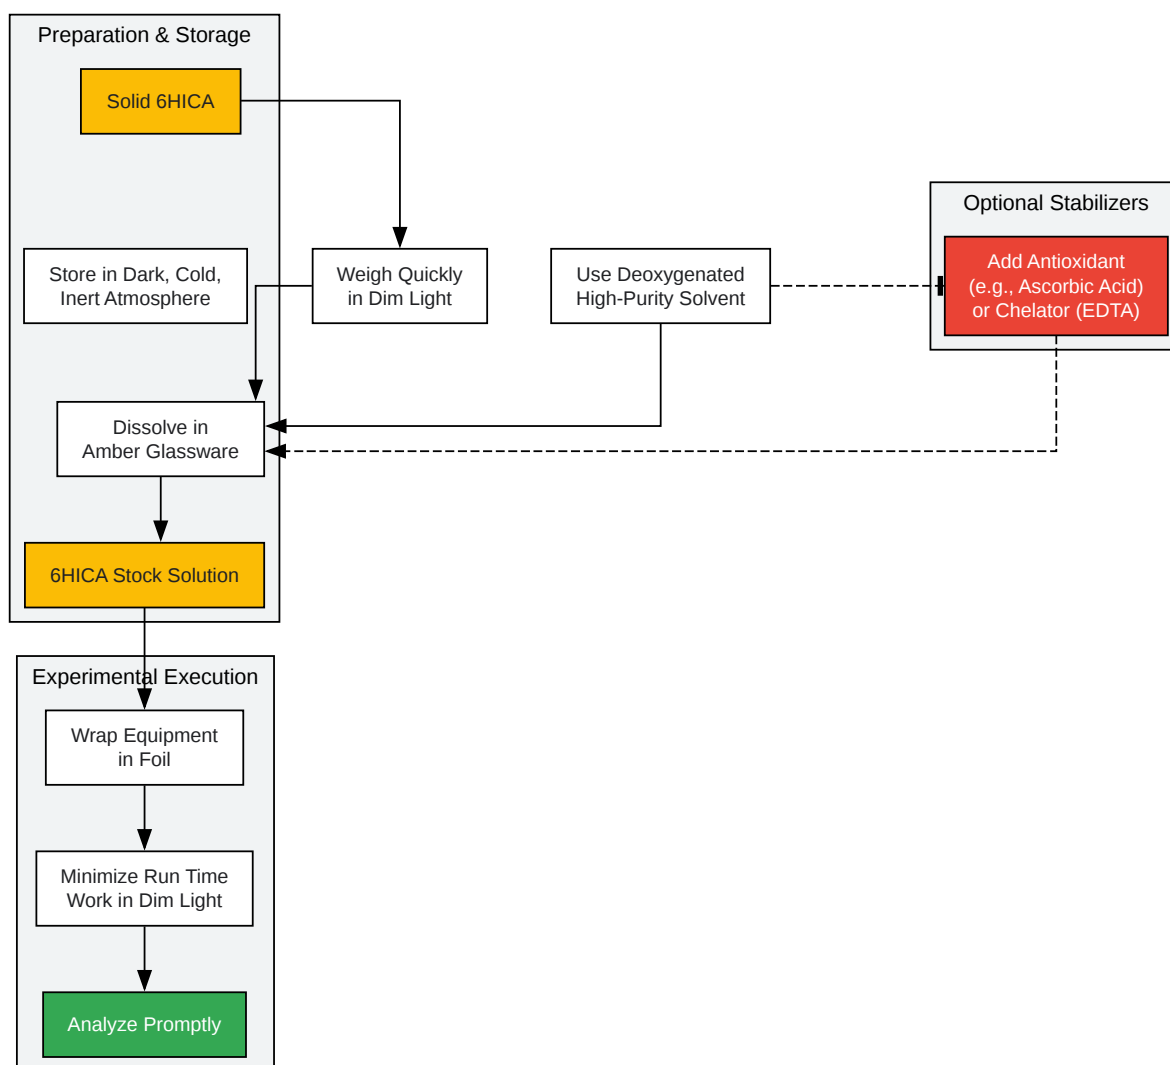 Preparation & Storage
Solid 6HICA
Optional Stabilizers
Store in Dark, Cold,
Inert Atmosphere
Weigh Quickly
in Dim Light
Use Deoxygenated
High-Purity Solvent
Add Antioxidant
(e.g., Ascorbic Acid)
or Chelator (EDTA)
Dissolve in
Amber Glassware
6HICA Stock Solution
Experimental Execution
Wrap Equipment
in Foil
Minimize Run Time
Work in Dim Light
Analyze Promptly